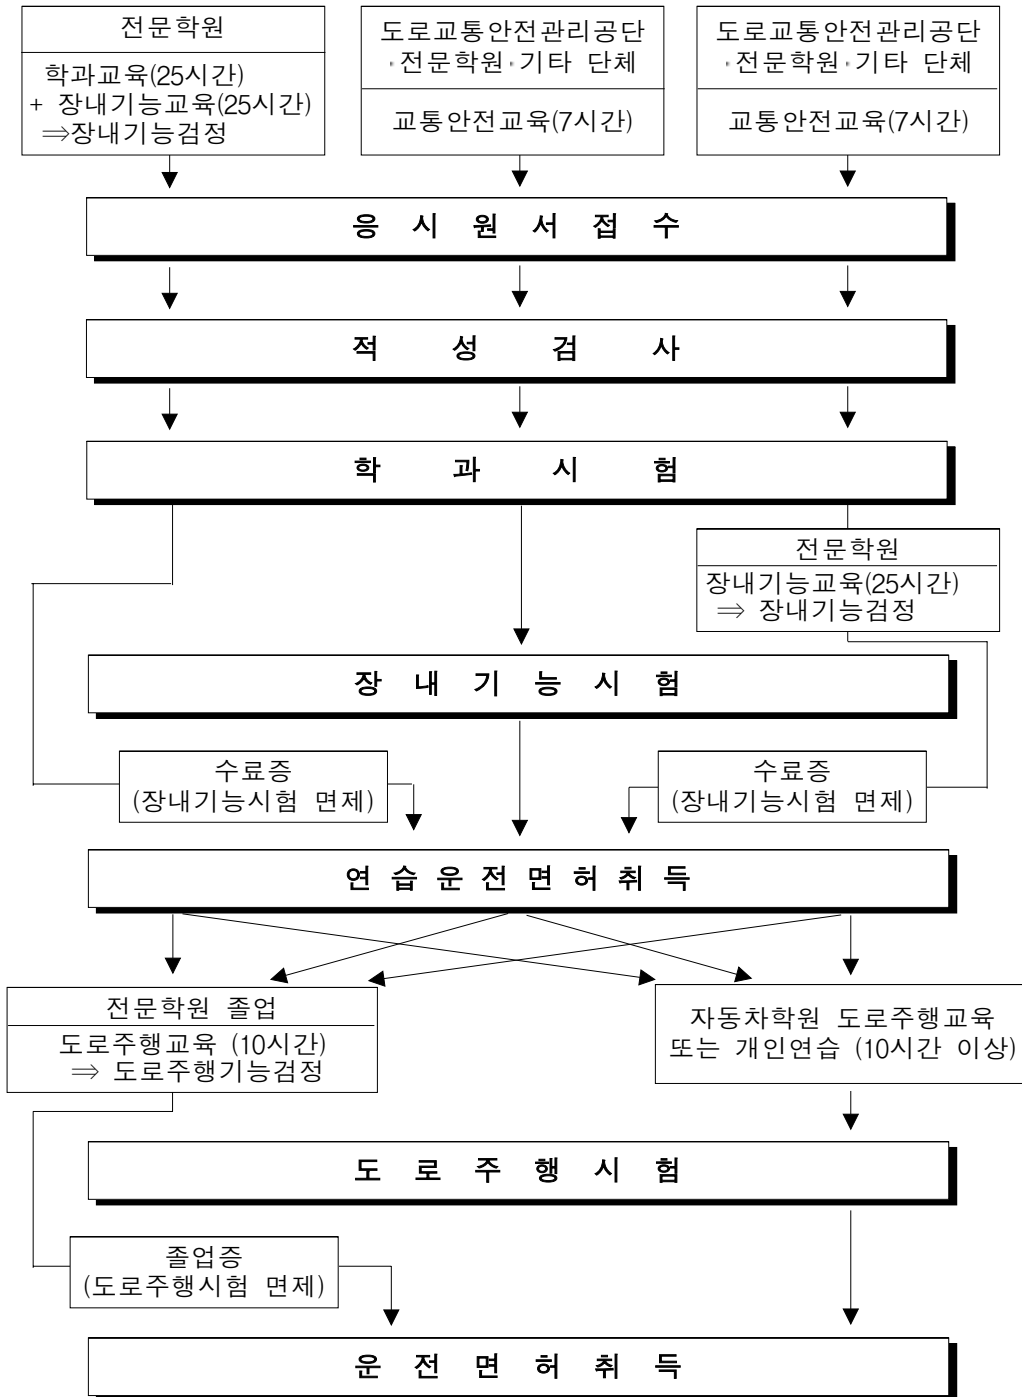 전문학원
학과교육(25시간)
+ 장내기능교육(25시간)
⇒장내기능검정
도로교통안전관리공단
·전문학원·기타 단체
교통안전교육(7시간)
도로교통안전관리공단
·전문학원·기타 단체
교통안전교육(7시간)
응 시 원 서 접 수
적 성 검 사
학 과 시 험
전문학원
장내기능교육(25시간)
⇒ 장내기능검정
장 내 기 능 시 험
수료증
(장내기능시험 면제)
수료증
(장내기능시험 면제)
연 습 운 전 면 허 취 득
전문학원 졸업
도로주행교육 (10시간)
⇒ 도로주행기능검정
자동차학원 도로주행교육
또는 개인연습 (10시간 이상)
도 로 주 행 시 험
졸업증
(도로주행시험 면제)
운 전 면 허 취 득